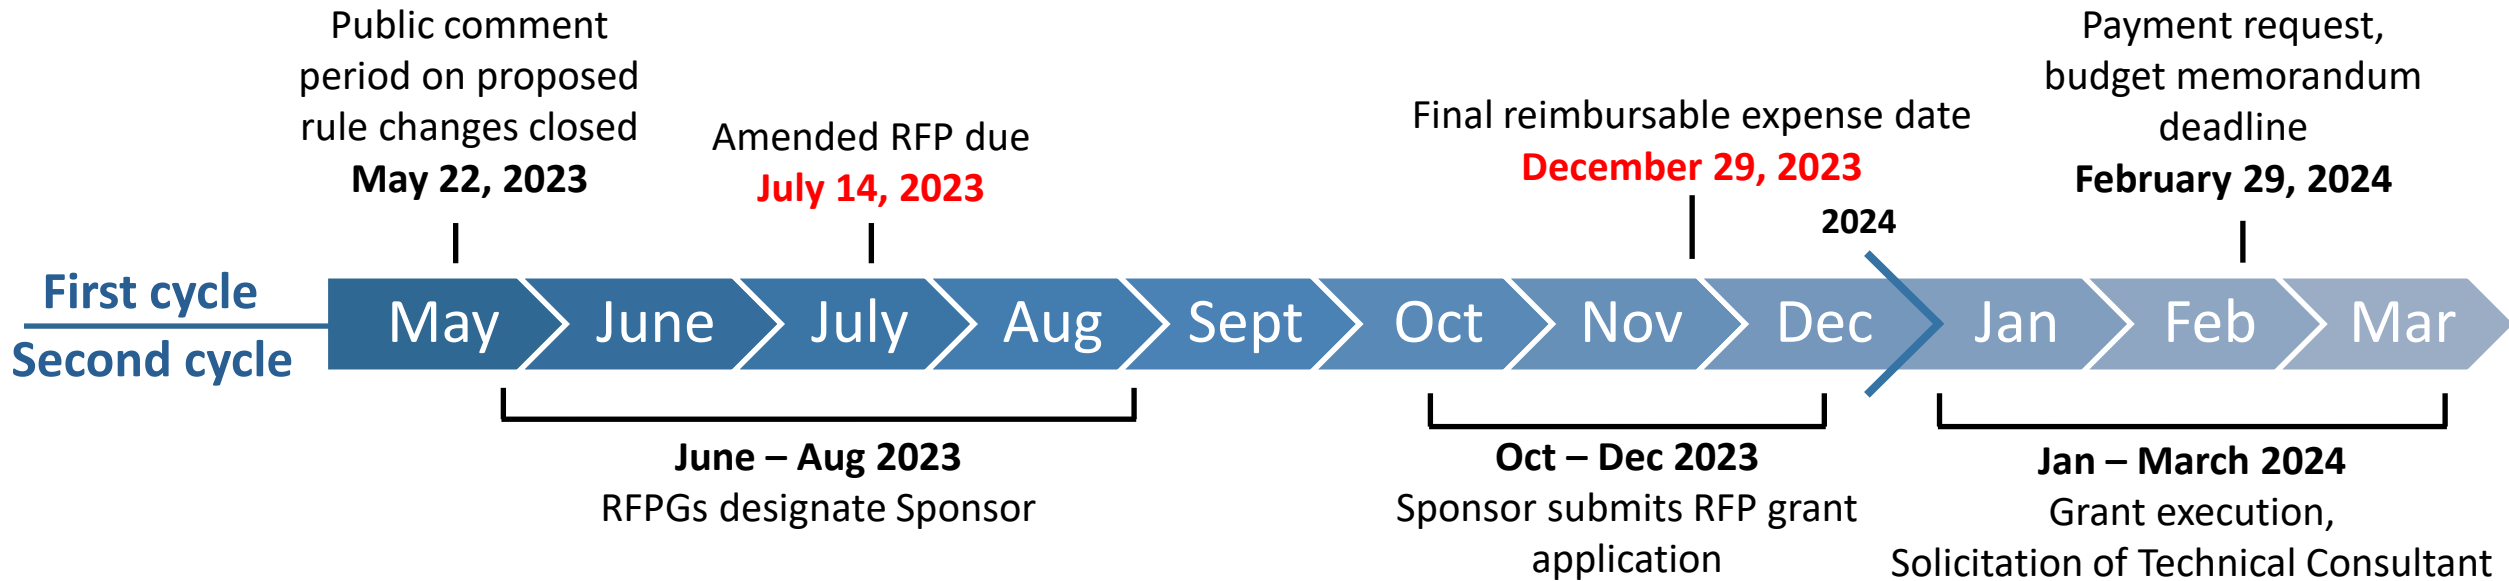 Public comment
period on proposed
rule changes closed
May 22, 2023
Amended RFP due
July 14, 2023
Final reimbursable expense date
December 29, 2023
2024
Payment request,
budget memorandum
deadline
February 29, 2024
First cycle
Second cycle
May
June
July
Aug
Sept
Oct
Nov
Dec
Jan
Feb
Mar
June – Aug 2023
RFPGs designate Sponsor
Oct – Dec 2023
Sponsor submits RFP grant
application
Jan – March 2024
Grant execution,
Solicitation of Technical Consultant